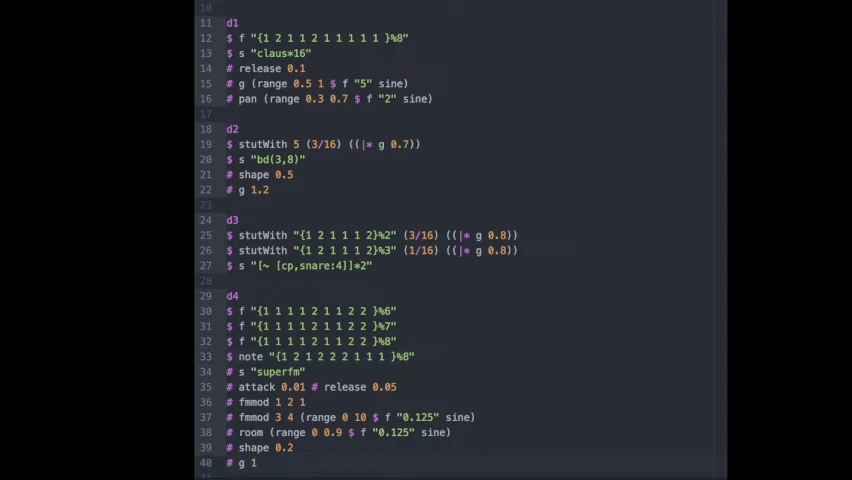 10
11 d1
12 $ f "{1 2 1 1 2 1 1 1 1 1 }%8"
13 $ s "claus*16"
14 # release 0.1
15 # g (range 0.5 1 $ f "5" sine)
16 # pan (range 0.3 0.7 $ f "2" sine)
17
18 d2
19 $ stutWith 5 (3/16) ((|* g 0.7))
20 $ s "bd(3,8)"
21 # shape 0.5
22 # g 1.2
23
24 d3
25 $ stutWith "{1 2 1 1 1 2}%2" (3/16) ((|* g 0.8))
26 $ stutWith "{1 2 1 1 1 2}%3" (1/16) ((|* g 0.8))
27 $ s "[~ [cp,snare:4]]*2"
28
29 d4
30 $ f "{1 1 1 1 2 1 1 2 2 }%6"
31 $ f "{1 1 1 1 2 1 1 2 2 }%7"
32 $ f "{1 1 1 1 2 1 1 2 2 }%8"
33 $ note "{1 2 1 2 2 2 1 1 1 }%8"
34 # s "superfm"
35 # attack 0.01 # release 0.05
36 # fmmod 1 2 1
37 # fmmod 3 4 (range 0 10 $ f "0.125" sine)
38 # room (range 0 0.9 $ f "0.125" sine)
39 # shape 0.2
40 # g 1